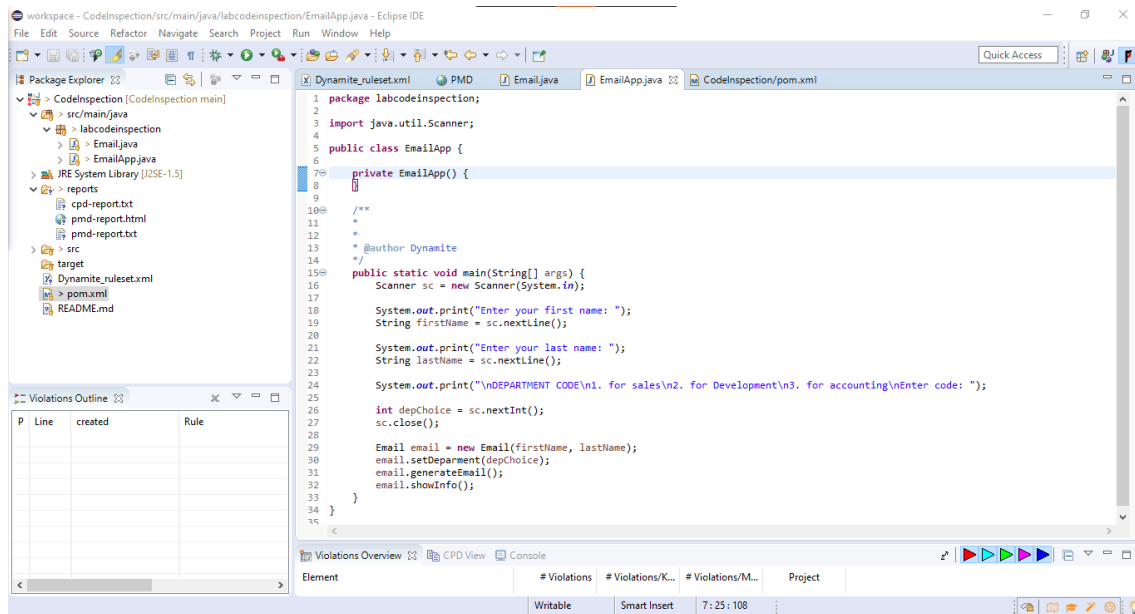 workspace - CodeInspection/src/main/java/labcodeinspection/EmailApp.java - Eclipse IDE
File Edit Source Refactor Navigate Search Project Run Window Help
Quick Access
Package Explorer
Dynamite_ruleset.xml PMD Email.java EmailApp.java CodeInspection/pom.xml
> CodeInspection [CodeInspection main]
> src/main/java
> labcodeinspection
> Email.java
> EmailApp.java
JRE System Library [J2SE-1.5]
> reports
cpd-report.txt
pmd-report.html
pmd-report.txt
> src
target
Dynamite_ruleset.xml
> pom.xml
README.md
1 package labcodeinspection;
2
3 import java.util.Scanner;
4
5 public class EmailApp {
6
7 private EmailApp() {
8 }
9
10 /**
11 *
12 *
13 * @author Dynamite
14 */
15 public static void main(String[] args) {
16 Scanner sc = new Scanner(System.in);
17
18 System.out.print("Enter your first name: ");
19 String firstName = sc.nextLine();
20
21 System.out.print("Enter your last name: ");
22 String lastName = sc.nextLine();
23
24 System.out.print("\nDEPARTMENT CODE\n1. for sales\n2. for Development\n3. for accounting\nEnter code: ");
25
26 int depChoice = sc.nextInt();
27 sc.close();
28
29 Email email = new Email(firstName, lastName);
30 email.setDeparment(depChoice);
31 email.generateEmail();
32 email.showInfo();
33 }
34 }
35
Violations Outline
P Line created Rule
Violations Overview CPD View Console
Element # Violations # Violations/K... # Violations/M... Project
Writable Smart Insert 7 : 25 : 108